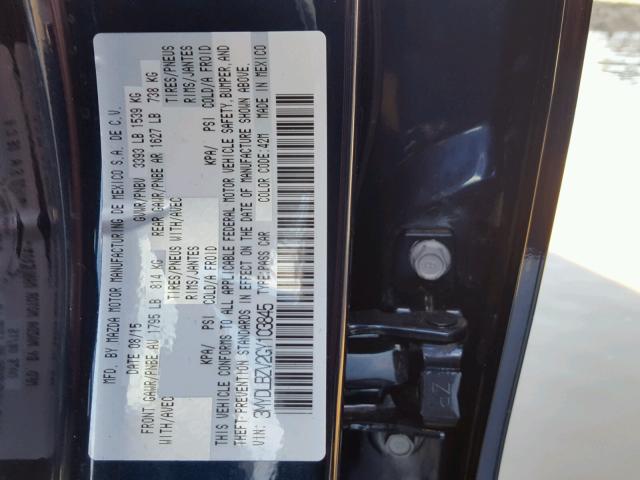 MFD. BY MAZDA MOTOR MANUFACTURING DE MEXICO S.A. DE C.V.
DATE: 08/15 GVWR/PNBV 3393 LB 1539 KG
FRONT GAWR/PNBE AV 1795 LB 814 KG REAR GAWR/PNBE AR 1627 LB 738 KG
WITH/AVEC TIRES/PNEUS WITH/AVEC TIRES/PNEUS
RIMS/JANTES RIMS/JANTES
KPA/ PSI COLD/A FROID KPA/ PSI COLD/A FROID
THIS VEHICLE CONFORMS TO ALL APPLICABLE FEDERAL MOTOR VEHICLE SAFETY, BUMPER, AND
THEFT-PREVENTION STANDARDS IN EFFECT ON THE DATE OF MANUFACTURE SHOWN ABOVE.
VIN: 3MYDLBZV2GY103845 TYPE:PASS CAR COLOR CODE:42M MADE IN MEXICO